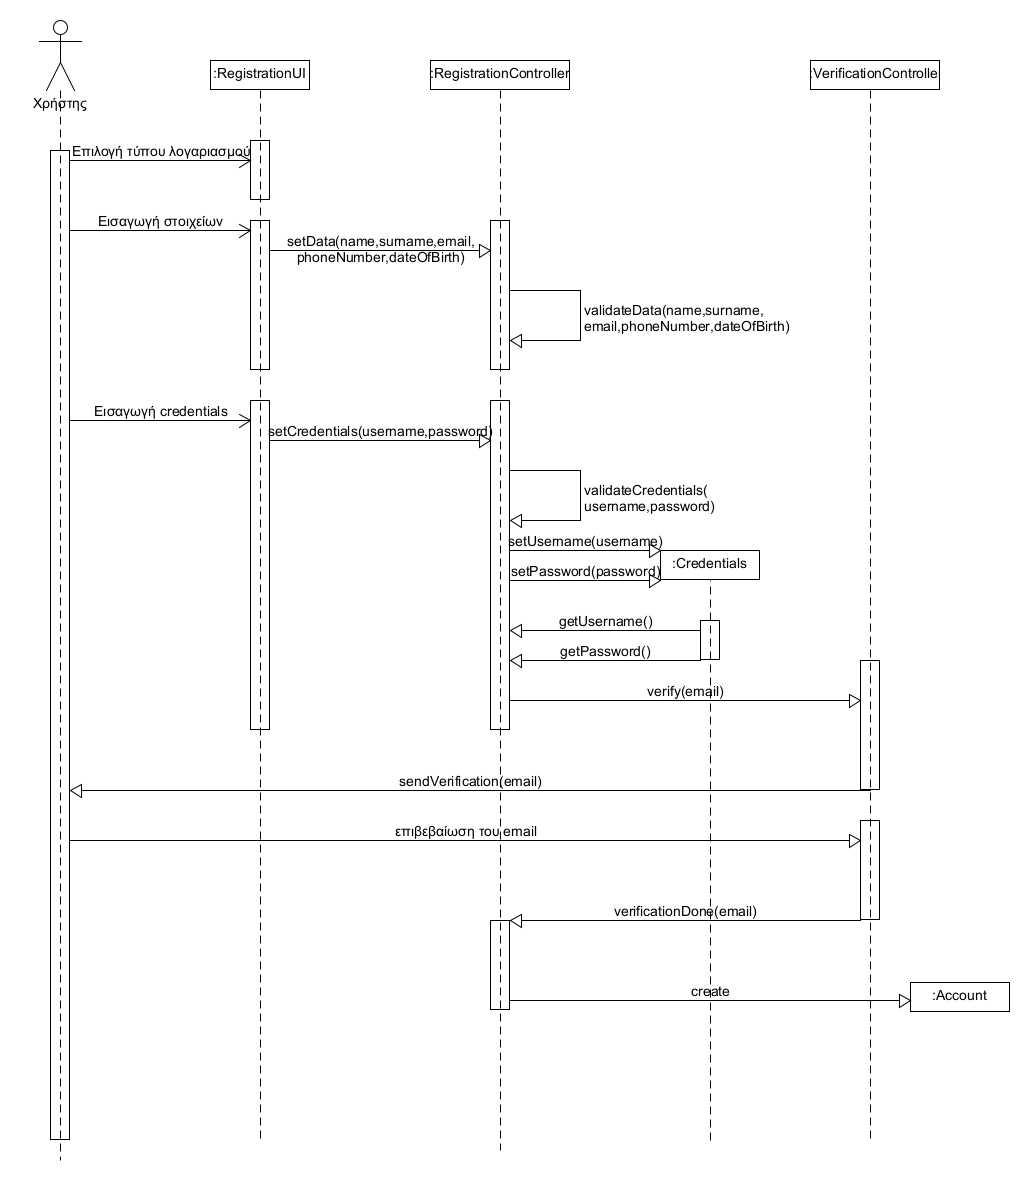 Χρήστης
:RegistrationUI
:RegistrationController
:VerificationControlle
Επιλογή τύπου λογαριασμού
Εισαγωγή στοιχείων
setData(name,surname,email,
phoneNumber,dateOfBirth)
validateData(name,surname,
email,phoneNumber,dateOfBirth)
Εισαγωγή credentials
setCredentials(username,password)
validateCredentials(
username,password)
setUsername(username)
:Credentials
setPassword(password)
getUsername()
getPassword()
verify(email)
sendVerification(email)
επιβεβαίωση του email
verificationDone(email)
create
:Account